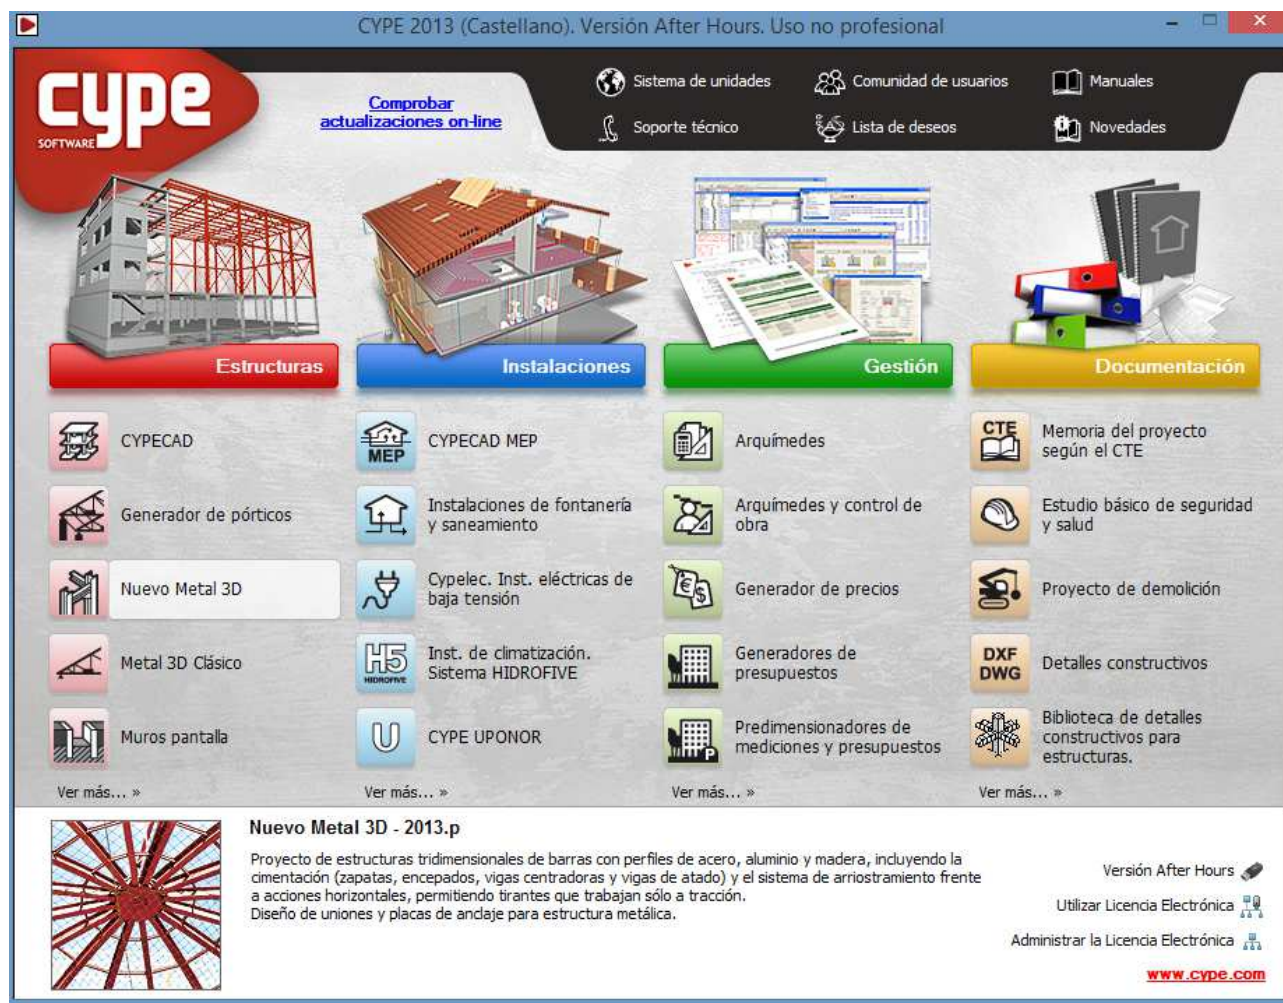 CYPE 2013 (Castellano). Versión After Hours. Uso no profesional
cype
SOFTWARE
Comprobar
actualizaciones on-line
Sistema de unidades
Comunidad de usuarios
Manuales
Soporte técnico
Lista de deseos
Novedades
Estructuras
Instalaciones
Gestión
Documentación
CYPECAD
Generador de pórticos
Nuevo Metal 3D
Metal 3D Clásico
Muros pantalla
Ver más... »
MEP
CYPECAD MEP
Instalaciones de fontanería
y saneamiento
Cypelec. Inst. eléctricas de
baja tensión
H5
HIDROFIVE
Inst. de climatización.
Sistema HIDROFIVE
U
CYPE UPONOR
Ver más... »
Arquímedes
Arquímedes y control de
obra
€ $
Generador de precios
Generadores de
presupuestos
P
Predimensionadores de
mediciones y presupuestos
Ver más... »
CTE
Memoria del proyecto
según el CTE
Estudio básico de seguridad
y salud
Proyecto de demolición
DXF
DWG
Detalles constructivos
Biblioteca de detalles
constructivos para
estructuras.
Ver más... »
Nuevo Metal 3D - 2013.p
Proyecto de estructuras tridimensionales de barras con perfiles de acero, aluminio y madera, incluyendo la
cimentación (zapatas, encepados, vigas centradoras y vigas de atado) y el sistema de arriostramiento frente
a acciones horizontales, permitiendo tirantes que trabajan sólo a tracción.
Diseño de uniones y placas de anclaje para estructura metálica.
Versión After Hours
Utilizar Licencia Electrónica
Administrar la Licencia Electrónica
www.cype.com